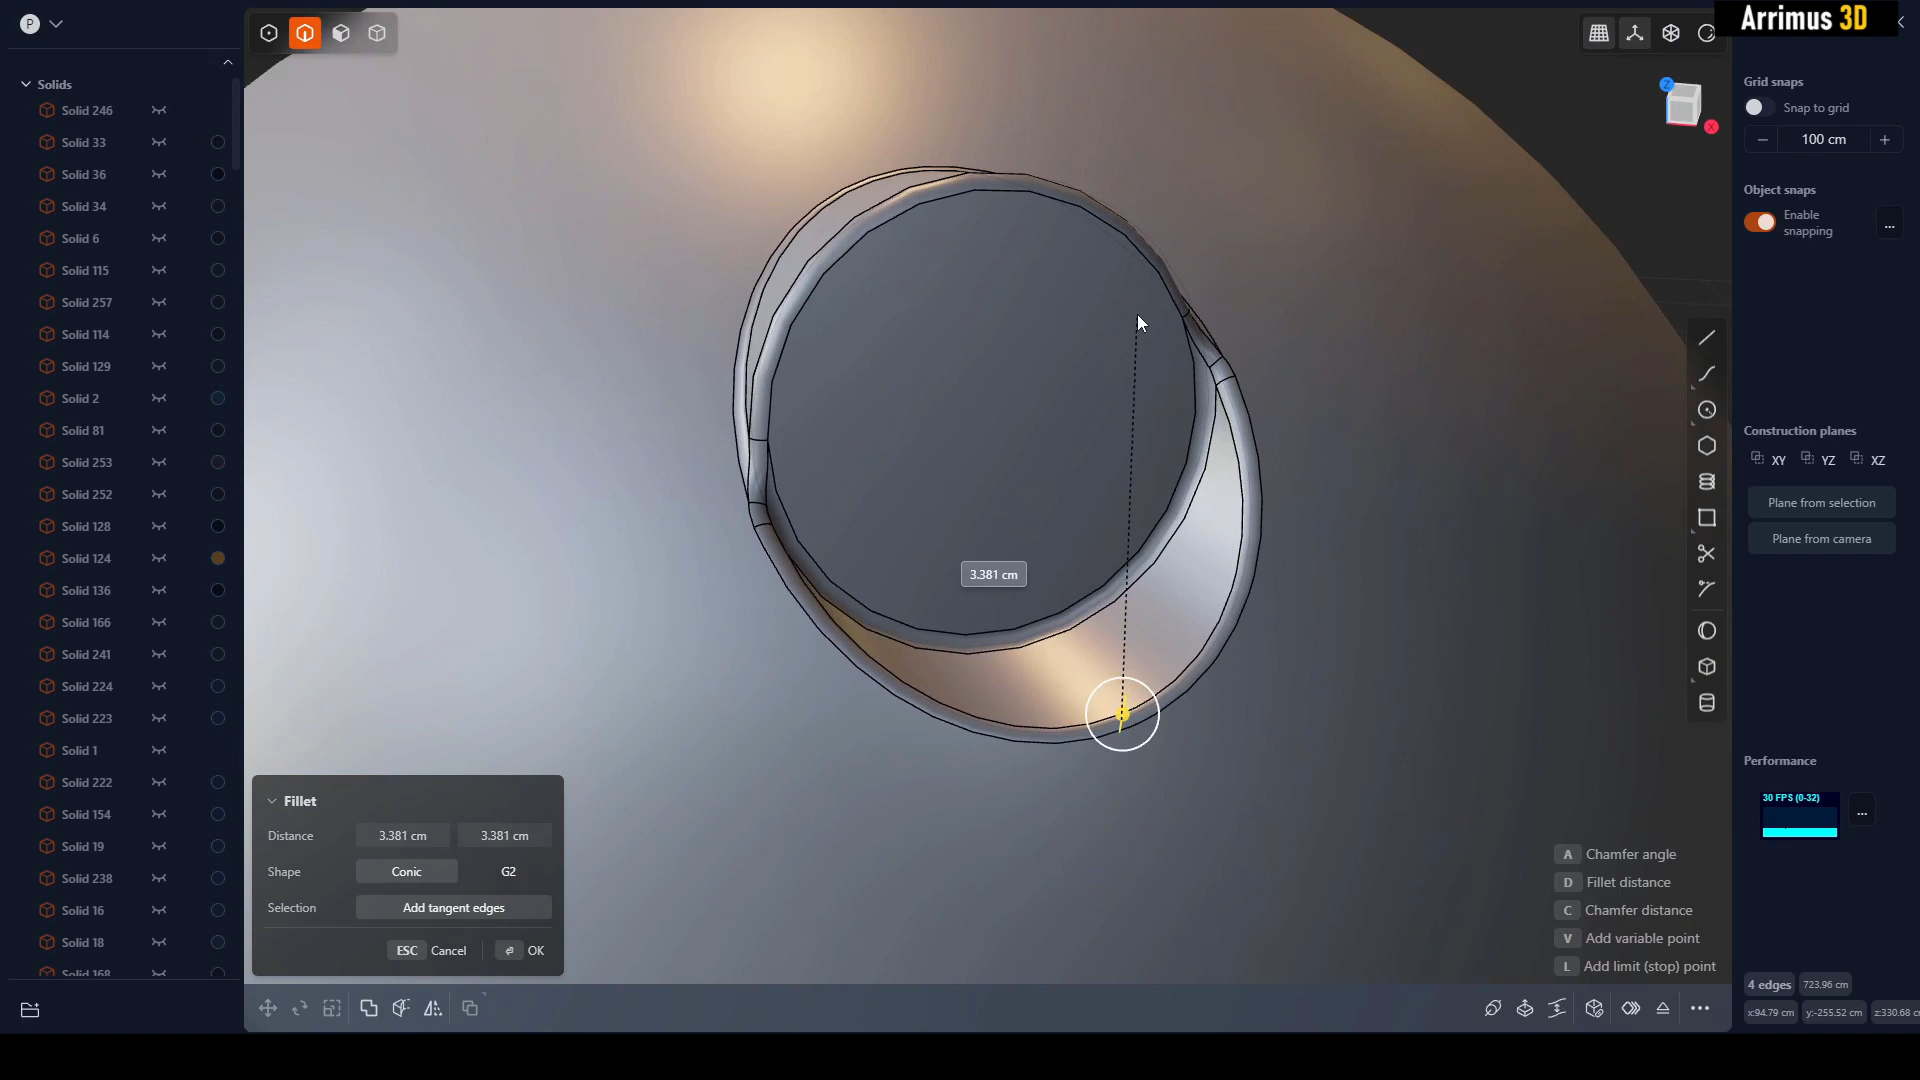 P
Arrimus 3D
Solids
Solid 246
Solid 33
Solid 36
Solid 34
Solid 6
Solid 115
Solid 257
Solid 114
Solid 129
Solid 2
Solid 81
Solid 253
Solid 252
Solid 128
Solid 124
Solid 136
Solid 166
Solid 241
Solid 224
Solid 223
Solid 1
Solid 222
Solid 154
Solid 19
Solid 238
Solid 16
Solid 18
Solid 168
Z
X
3.381 cm
Fillet
Distance 3.381 cm 3.381 cm
Shape Conic G2
Selection Add tangent edges
ESC Cancel OK
A Chamfer angle
D Fillet distance
C Chamfer distance
V Add variable point
L Add limit (stop) point
Grid snaps
Snap to grid
− 100 cm +
Object snaps
Enable
snapping
...
Construction planes
XY YZ XZ
Plane from selection
Plane from camera
Performance
30 FPS (0-32)
...
4 edges 723.96 cm
x:94.79 cm y:-255.52 cm z:330.68 cm